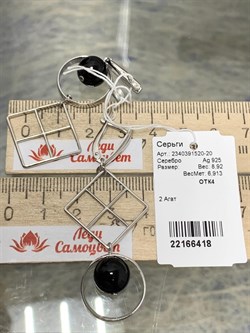 Леди
Самоцвет
Леди
Самоцвет
Серьги
Арт.: 2340391520-20
Серебро Ag 925
Размер: Вес: 8,92
ВесМет: 6,913
ОТК4
2 Агат
22166418